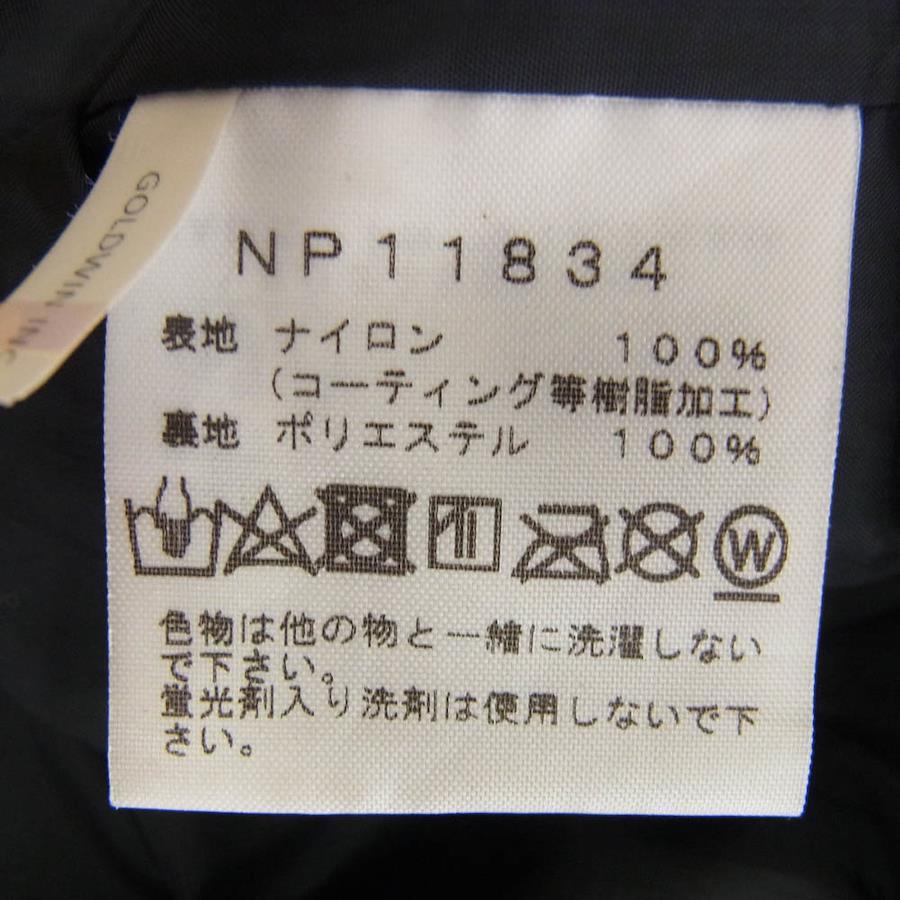 GOLDWIN INC
NP11834
表地 ナイロン 100%
(コーティング等樹脂加工)
裏地 ポリエステル 100%
W
色物は他の物と一緒に洗濯しない
で下さい。
蛍光剤入り洗剤は使用しないで下
さい。